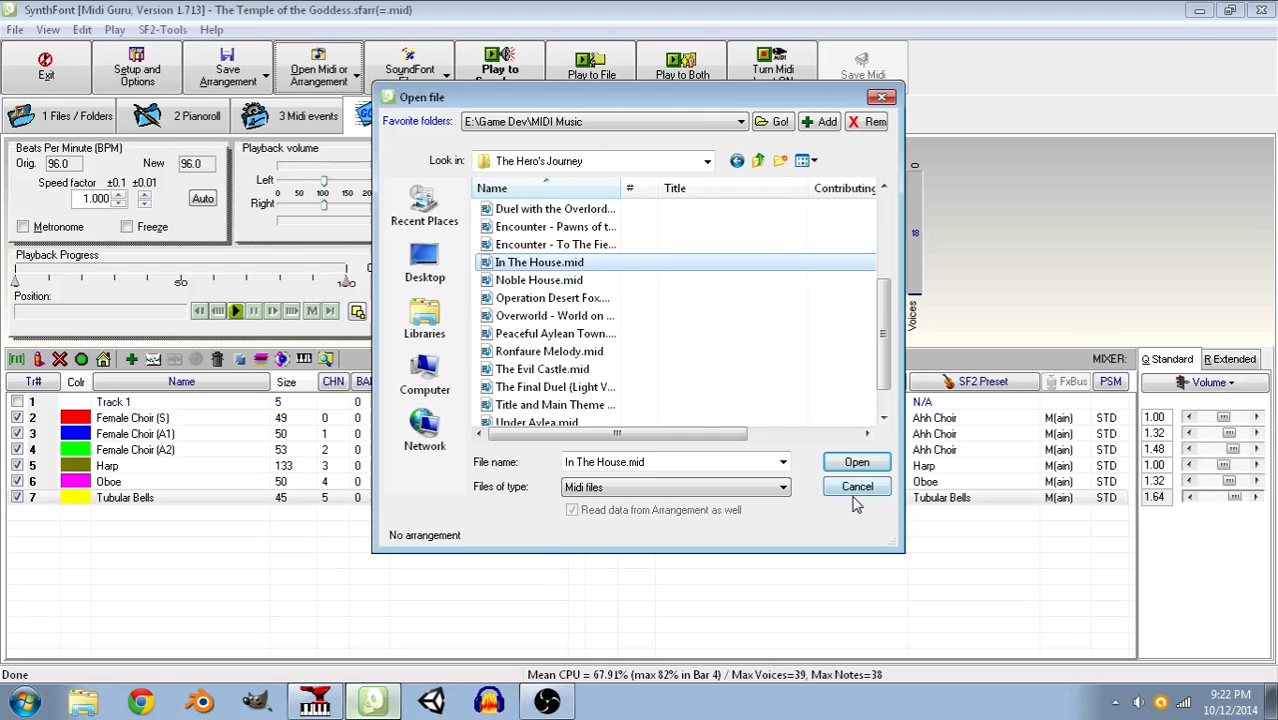 SynthFont [Midi Guru, Version 1.713] - The Temple of the Goddess.sfarr{=.mid}
File View Edit Play SF2-Tools Help
Exit
Setup and Options
Save Arrangement
Open Midi or Arrangement
SoundFont
Play to
Play to File
Play to Both
Turn Midi
Save Midi
1 Files / Folders 2 Pianoroll 3 Midi events GO
Beats Per Minute (BPM)
Orig. 96.0 New 96.0
Speed factor ±0.1 ±0.01
1.000 Auto
Metronome Freeze
Playback volume
Left
0 50 100 150 200
Right
Playback Progress
0 50 100
Position:
M
Open file
Favorite folders: E:\Game Dev\MIDI Music Go! Add Rem
Look in: The Hero's Journey
Recent Places
Desktop
Libraries
Computer
Network
Name # Title Contributing
Duel with the Overlord...
Encounter - Pawns of t...
Encounter - To The Fie...
In The House.mid
Noble House.mid
Operation Desert Fox....
Overworld - World on ...
Peaceful Aylean Town....
Ronfaure Melody.mid
The Evil Castle.mid
The Final Duel (Light V...
Title and Main Theme ...
Under Aylea.mid
File name: In The House.mid Open
Files of type: Midi files Cancel
Read data from Arrangement as well
No arrangement
0
18
Voices
MIXER: Q Standard Q Extended
Tr# Colr Name Size CHN BA SF2 Preset FxBus PSM Volume
1 Track 1 5 0 N/A
2 Female Choir (S) 49 0 0 Ahh Choir M(ain) STD 1.00
3 Female Choir (A1) 50 1 0 Ahh Choir M(ain) STD 1.32
4 Female Choir (A2) 53 2 0 Ahh Choir M(ain) STD 1.48
5 Harp 133 3 0 Harp M(ain) STD 1.00
6 Oboe 50 4 0 Oboe M(ain) STD 1.32
7 Tubular Bells 45 5 0 Tubular Bells M(ain) STD 1.64
Done Mean CPU = 67.91% (max 82% in Bar 4) Max Voices=39, Max Notes=38
9:22 PM
10/12/2014